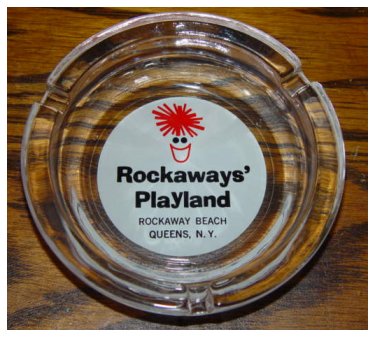 Rockaways'
Playland
ROCKAWAY BEACH
QUEENS, N.Y.